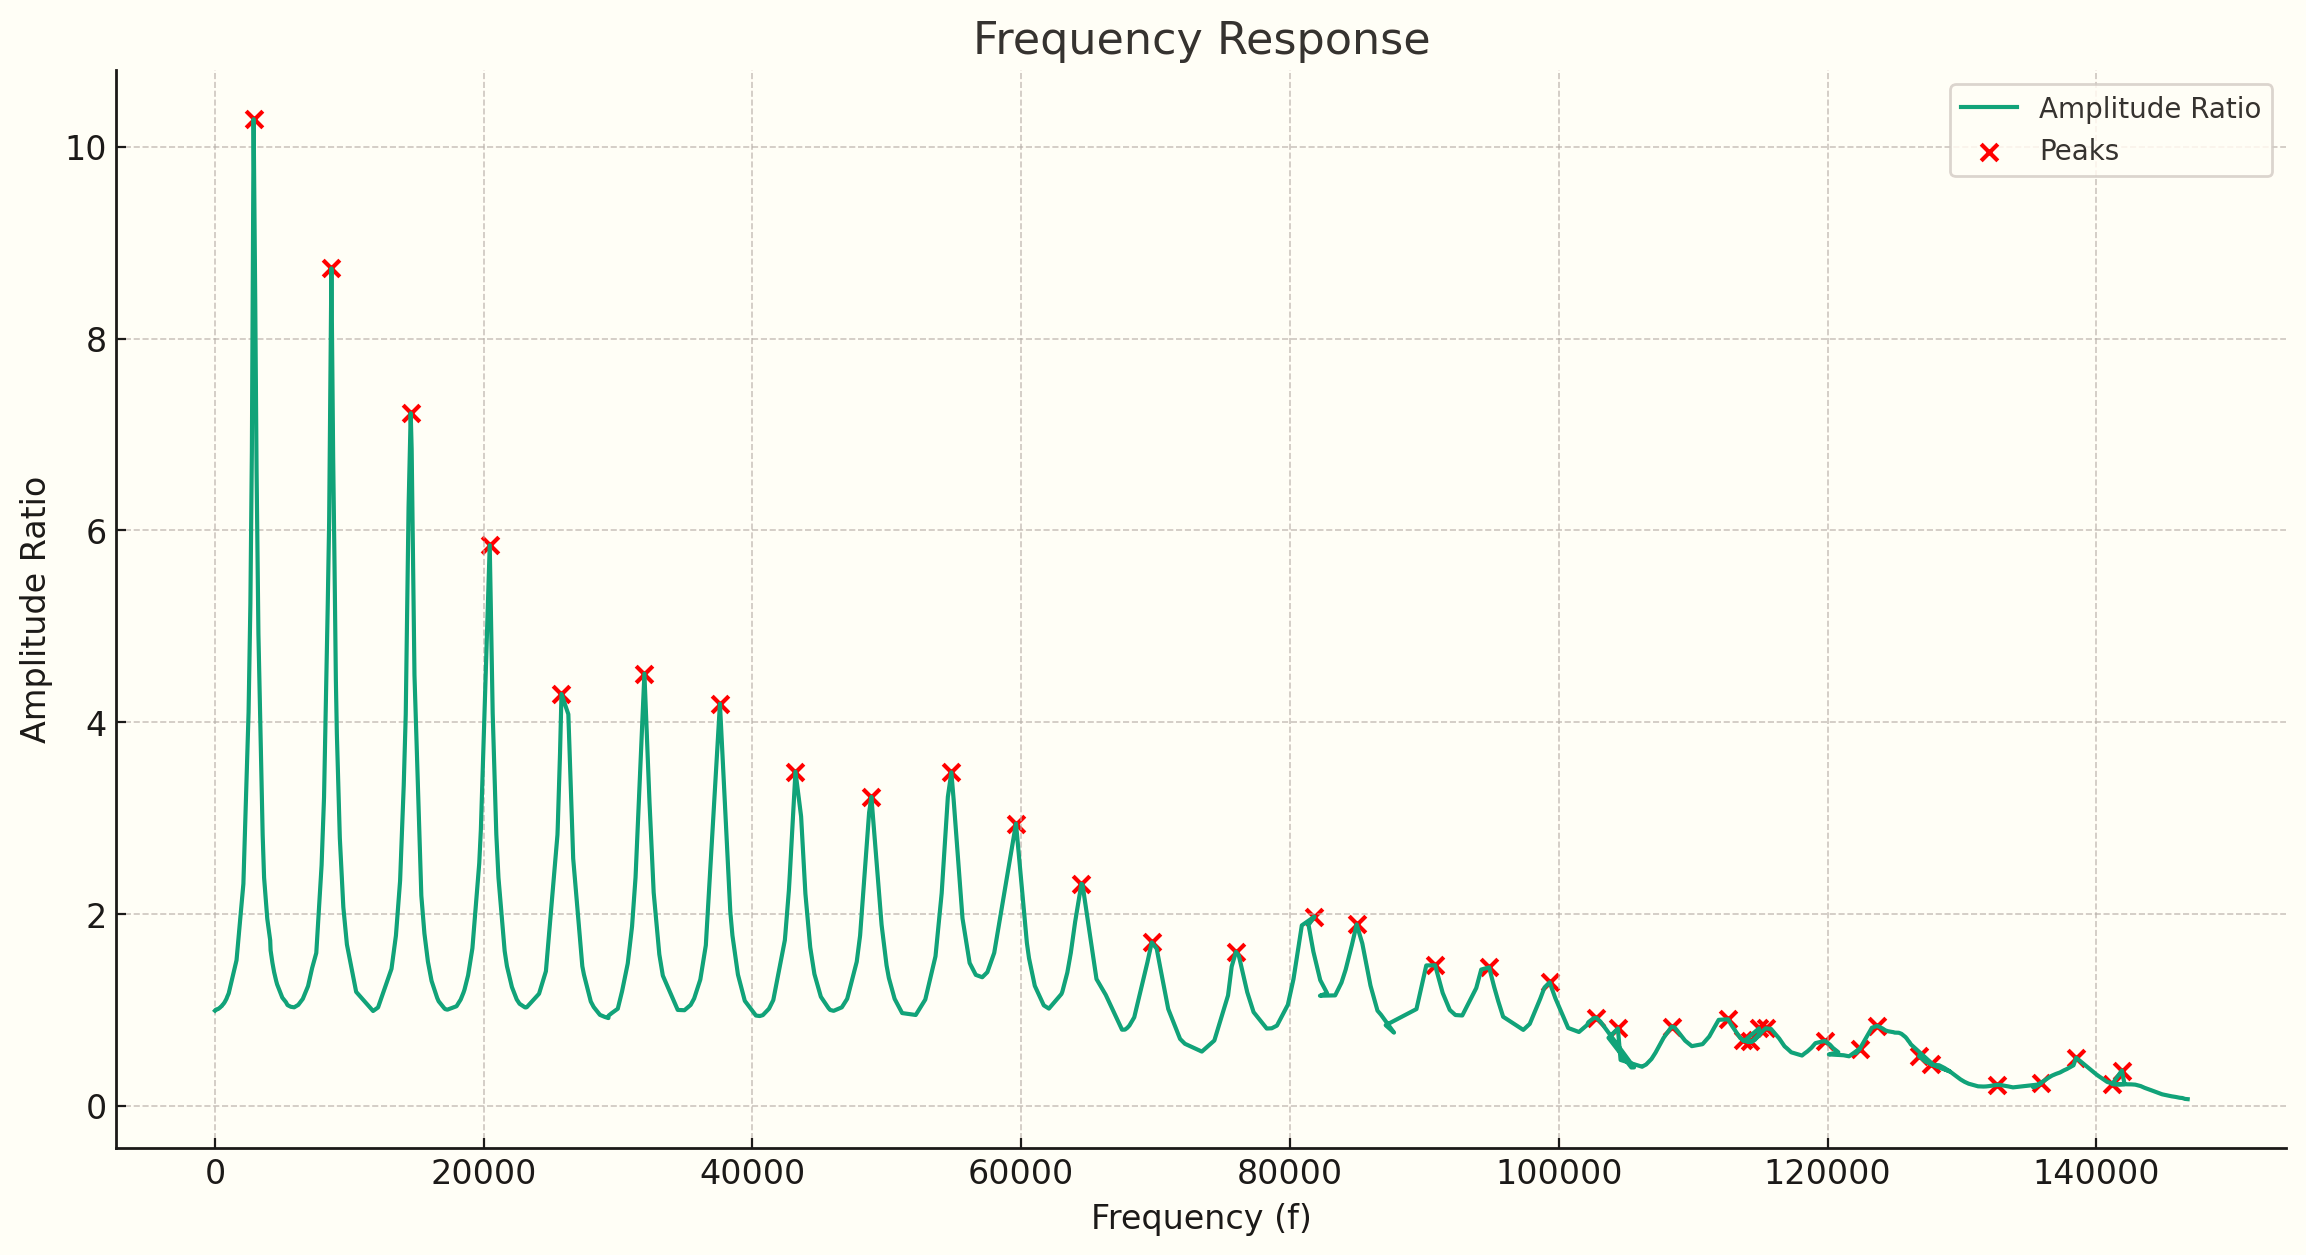 Frequency Response
Amplitude Ratio
Peaks
Amplitude Ratio
10
8
6
4
2
0
0 20000 40000 60000 80000 100000 120000 140000
Frequency (f)